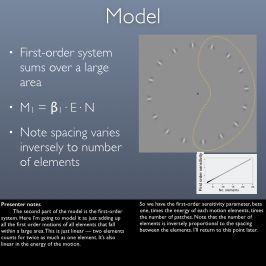 Model
• First-order system
sums over a large
area
• M₁ = β₁ · E · N
• Note spacing varies
inversely to number
of elements
First-order sensitivity
No. elements
Presenter notes
The second part of the model is the first-order
system. Here I'm going to model it as just adding up
all the first order motions of all elements that fall
within a large area. This is just linear — two elements
counts for twice as much as one element. It's also
linear in the energy of the motion.
So we have the first-order sensitivity parameter, beta
one, times the energy of each motion elements, times
the number of patches. Note that the number of
elements is inversely proportional to the spacing
between the elements. I'll return to this point later.